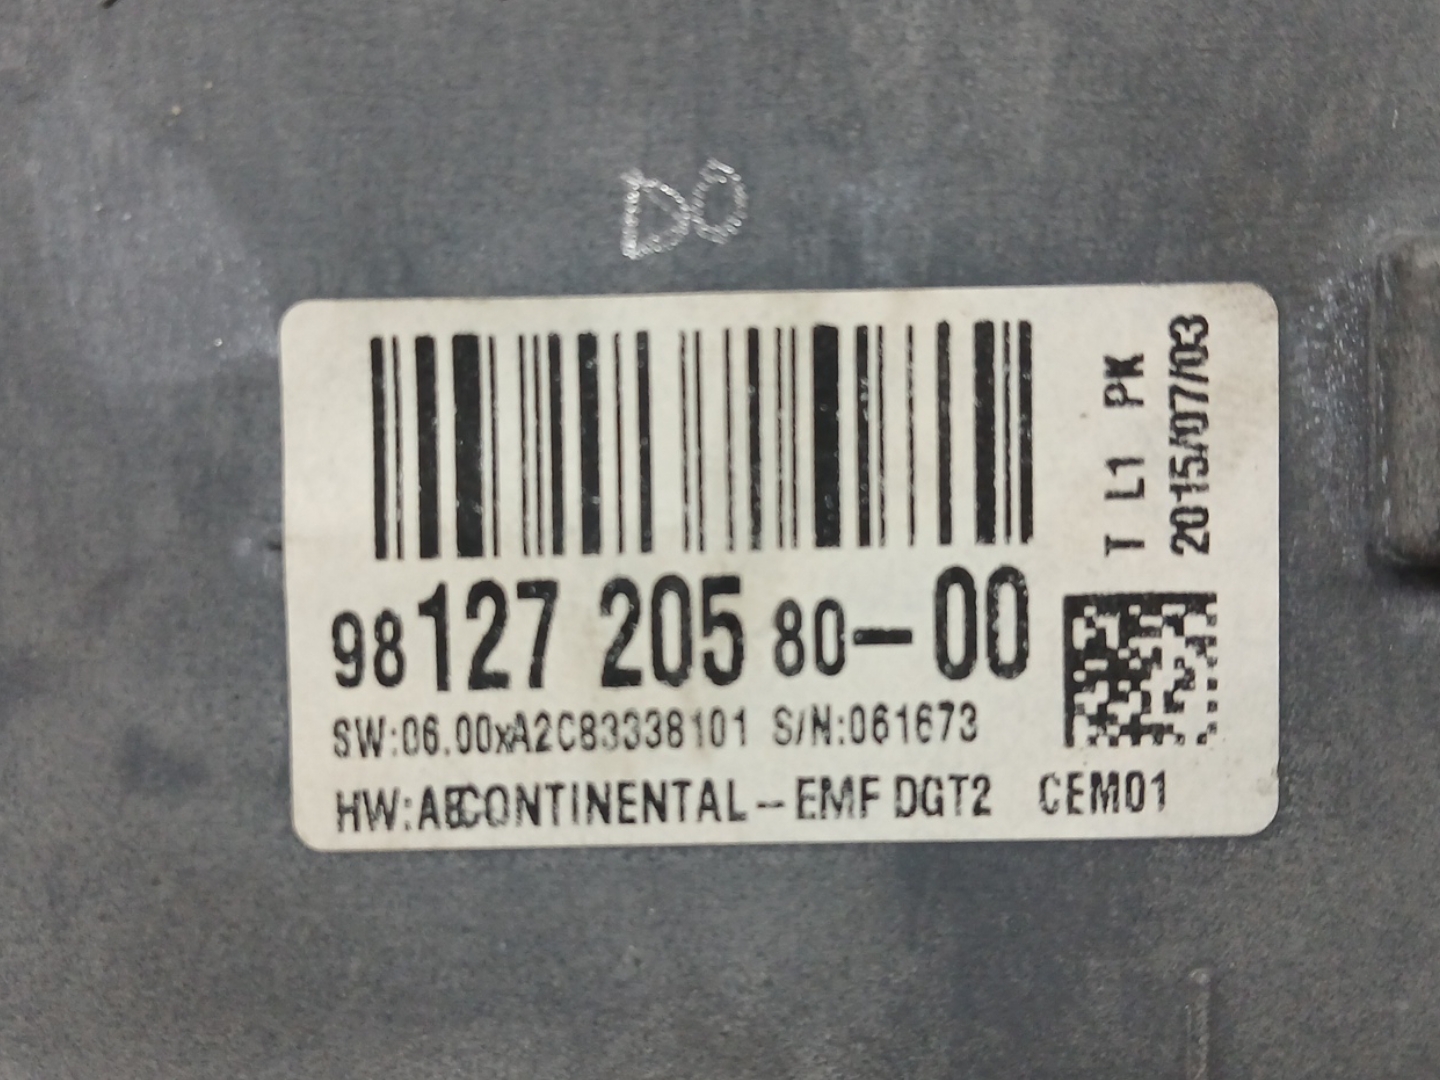 DO
98 127 205 80-00
SW:06.00xA2C83338101 S/N:061673
HW:AECONTINENTAL-EMF DGT2 CEM01
T L1 PK
2015/07/03